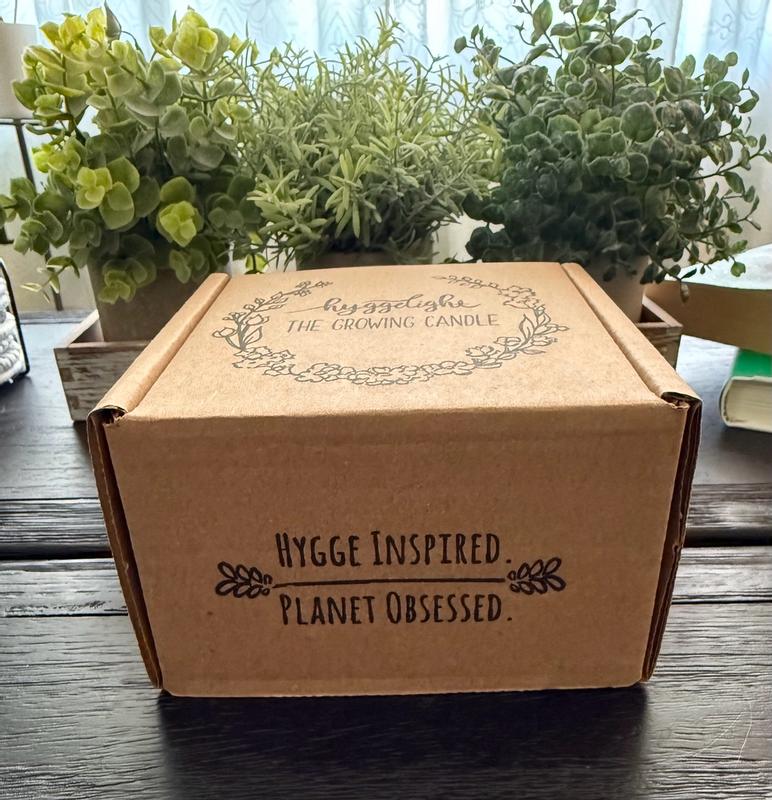 hyggelight
THE GROWING CANDLE
HYGGE INSPIRED.
PLANET OBSESSED.